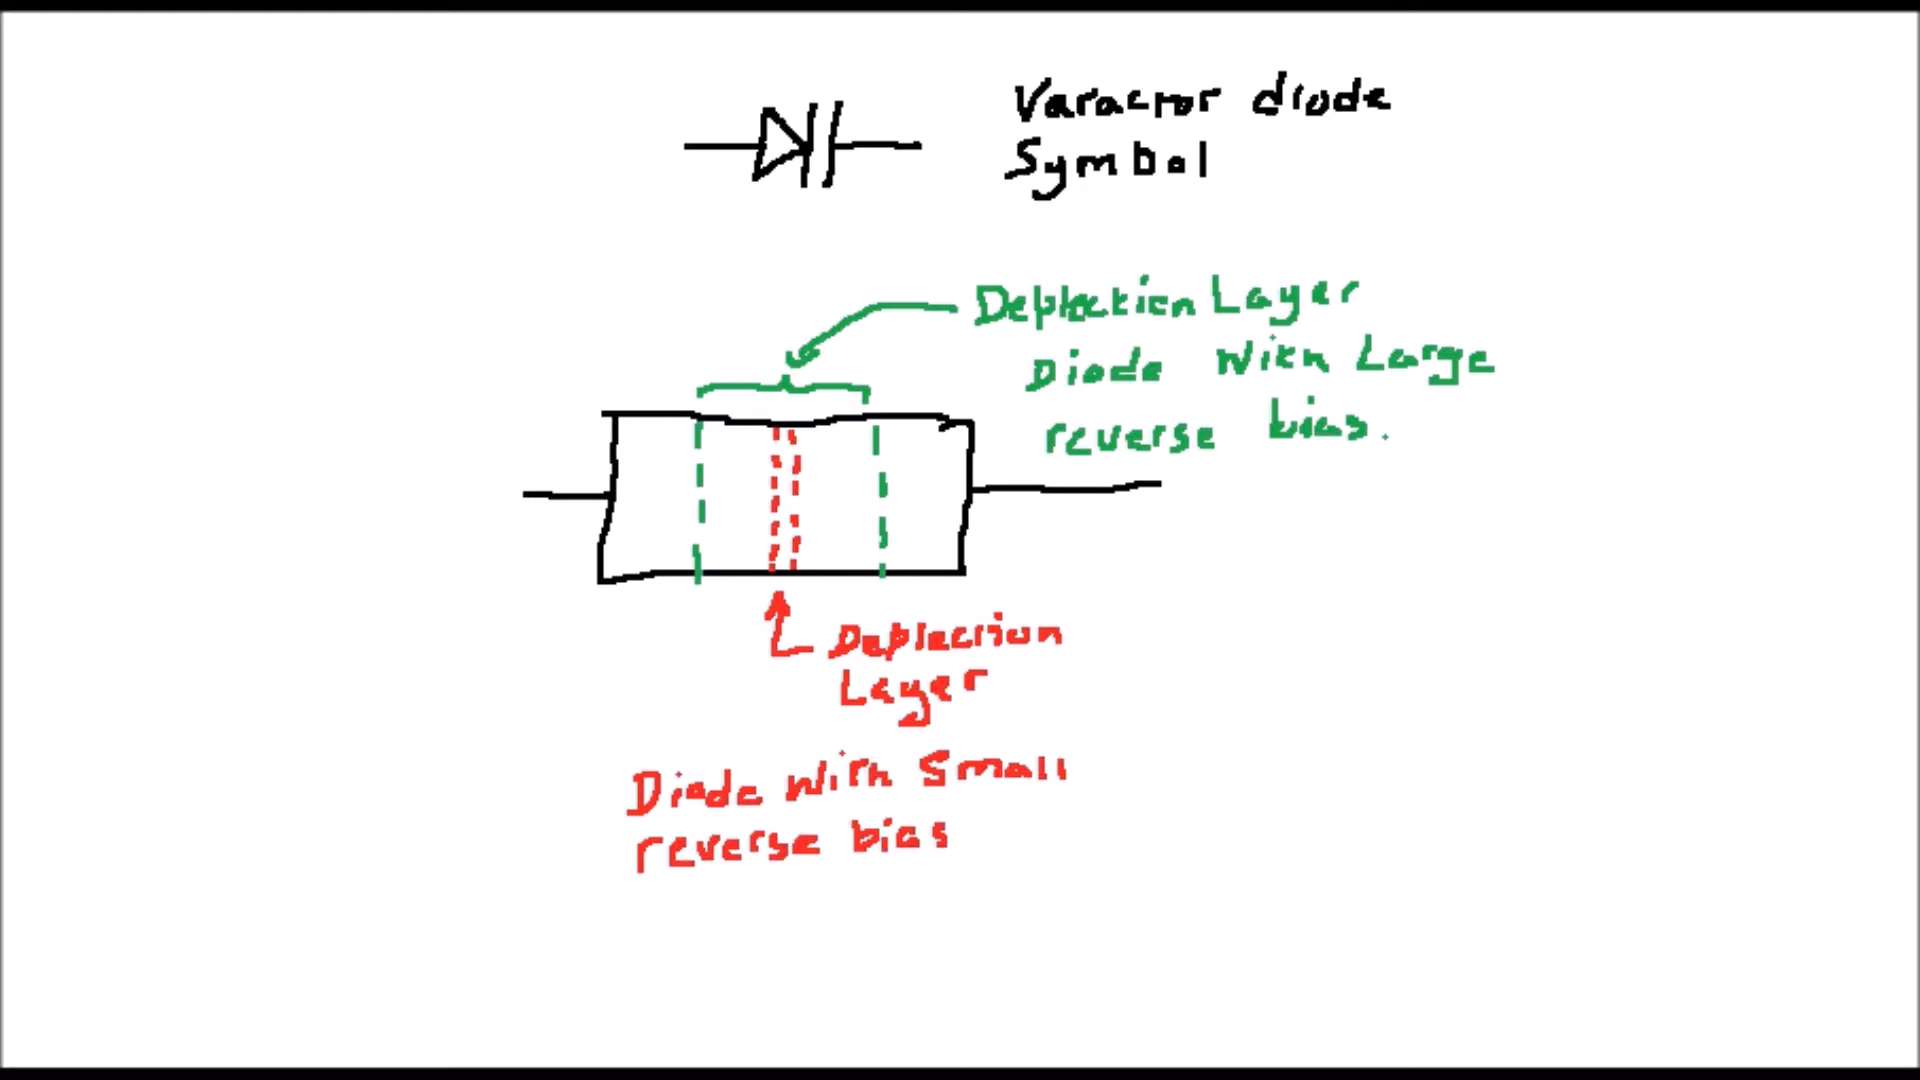 Varactor diode
Symbol
Deplection Layer
Diode With Large
reverse bias.
Deplection
Layer
Diode With Small
reverse bias